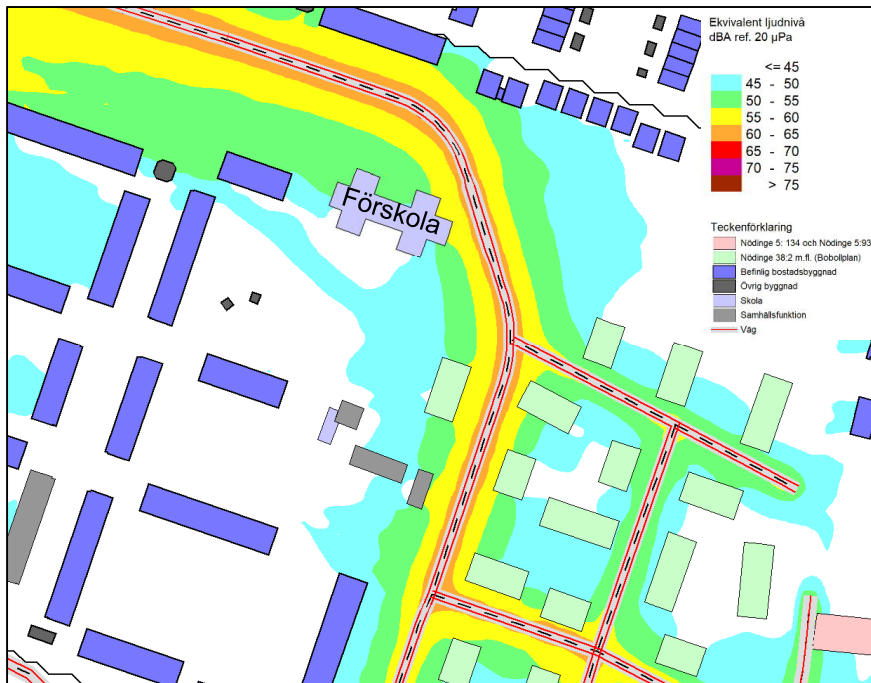 Ekvivalent ljudnivå
dBA ref. 20 µPa
<= 45
45 - 50
50 - 55
55 - 60
60 - 65
65 - 70
70 - 75
> 75
Teckenförklaring
Nödinge 5: 134 och Nödinge 5:93
Nödinge 38:2 m.fl. (Bobollplan)
Befinlig bostadsbyggnad
Övrig byggnad
Skola
Samhällsfunktion
Väg
Förskola